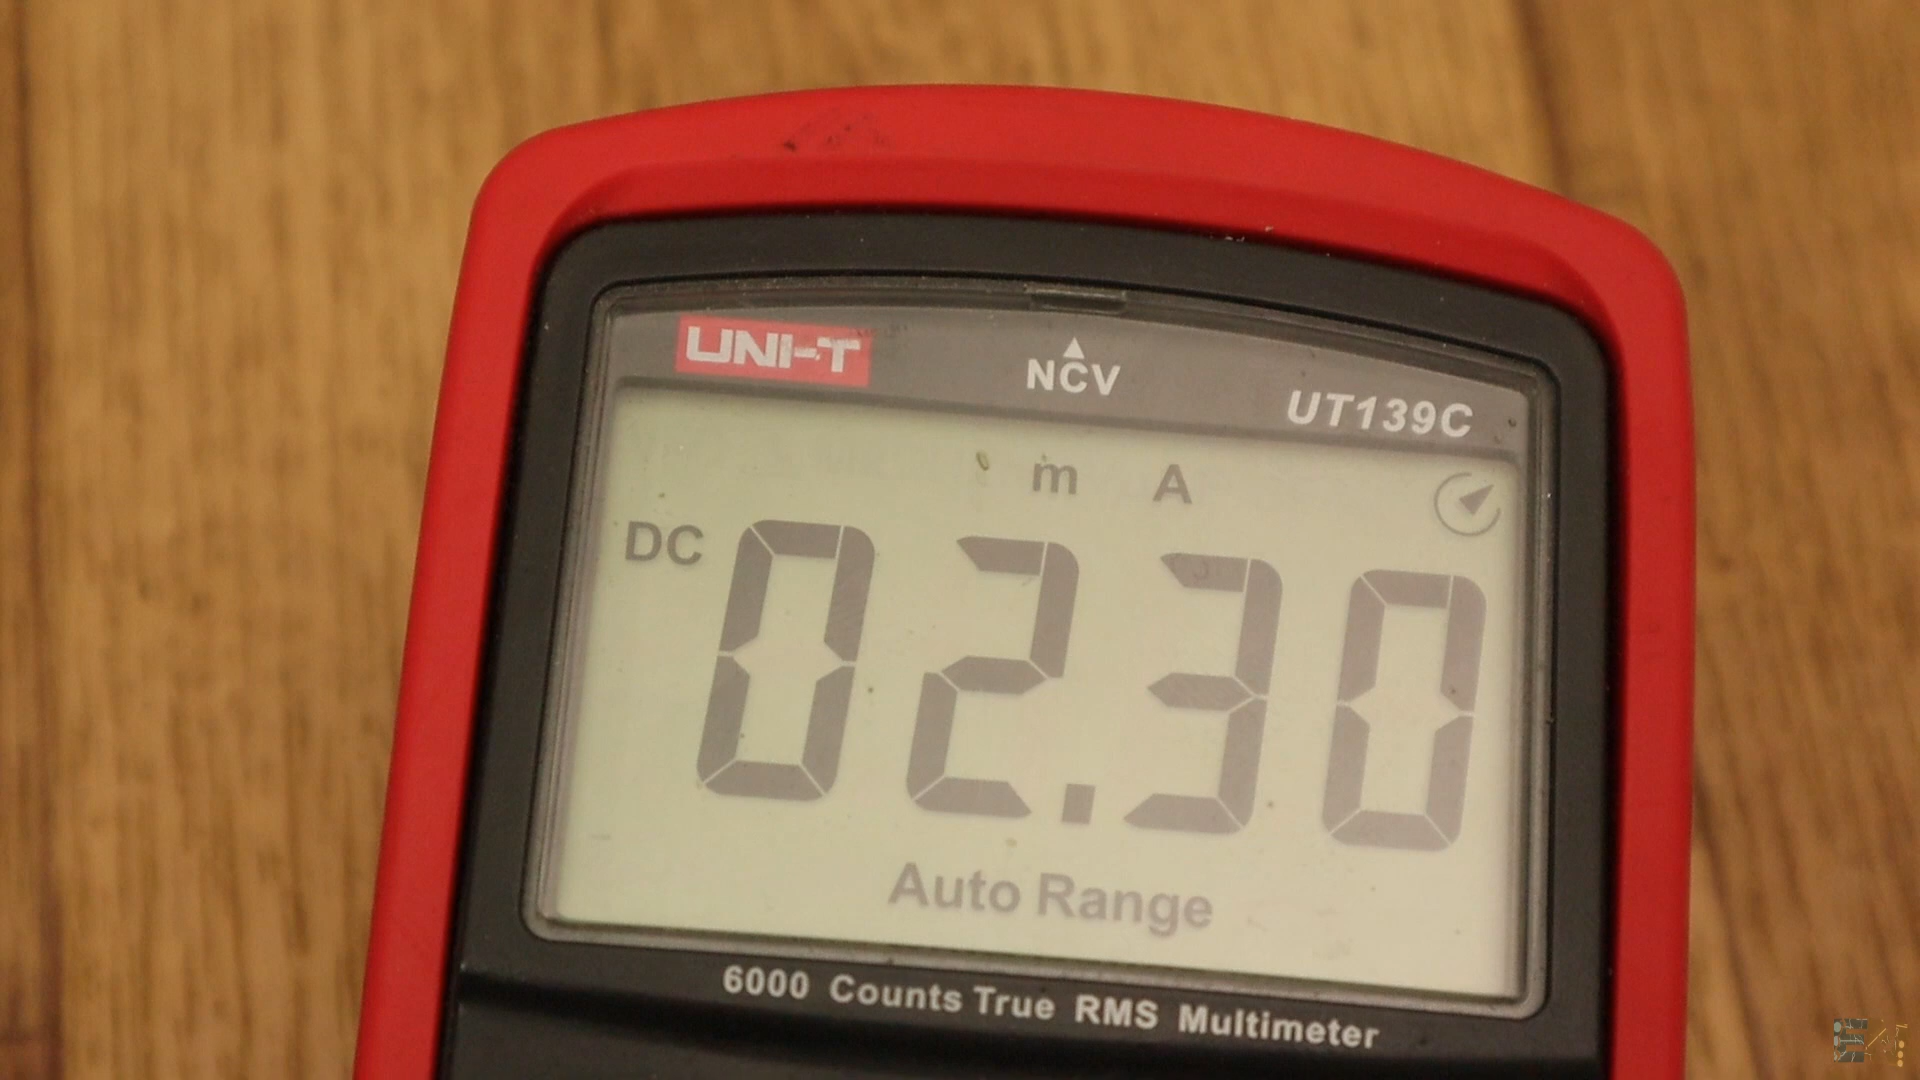 UNI-T
NCV
UT139C
m A
DC 02.30
Auto Range
6000 Counts True RMS Multimeter